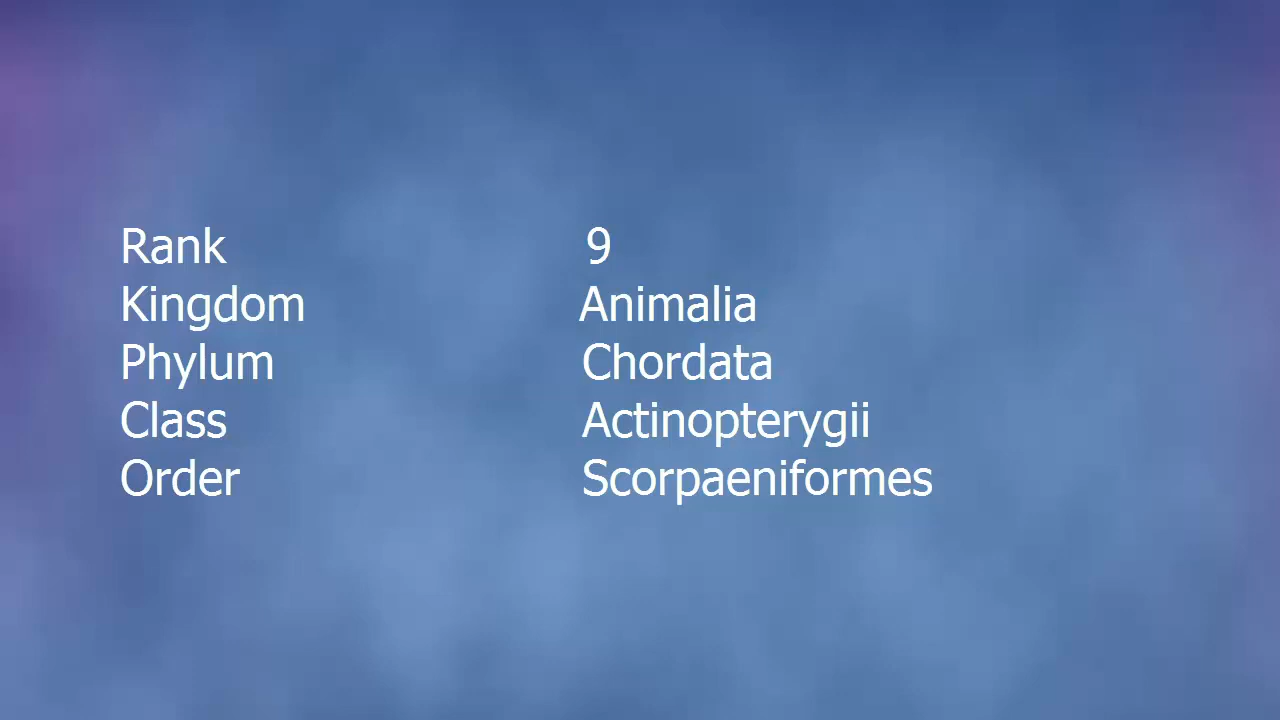 Rank 9
Kingdom Animalia
Phylum Chordata
Class Actinopterygii
Order Scorpaeniformes